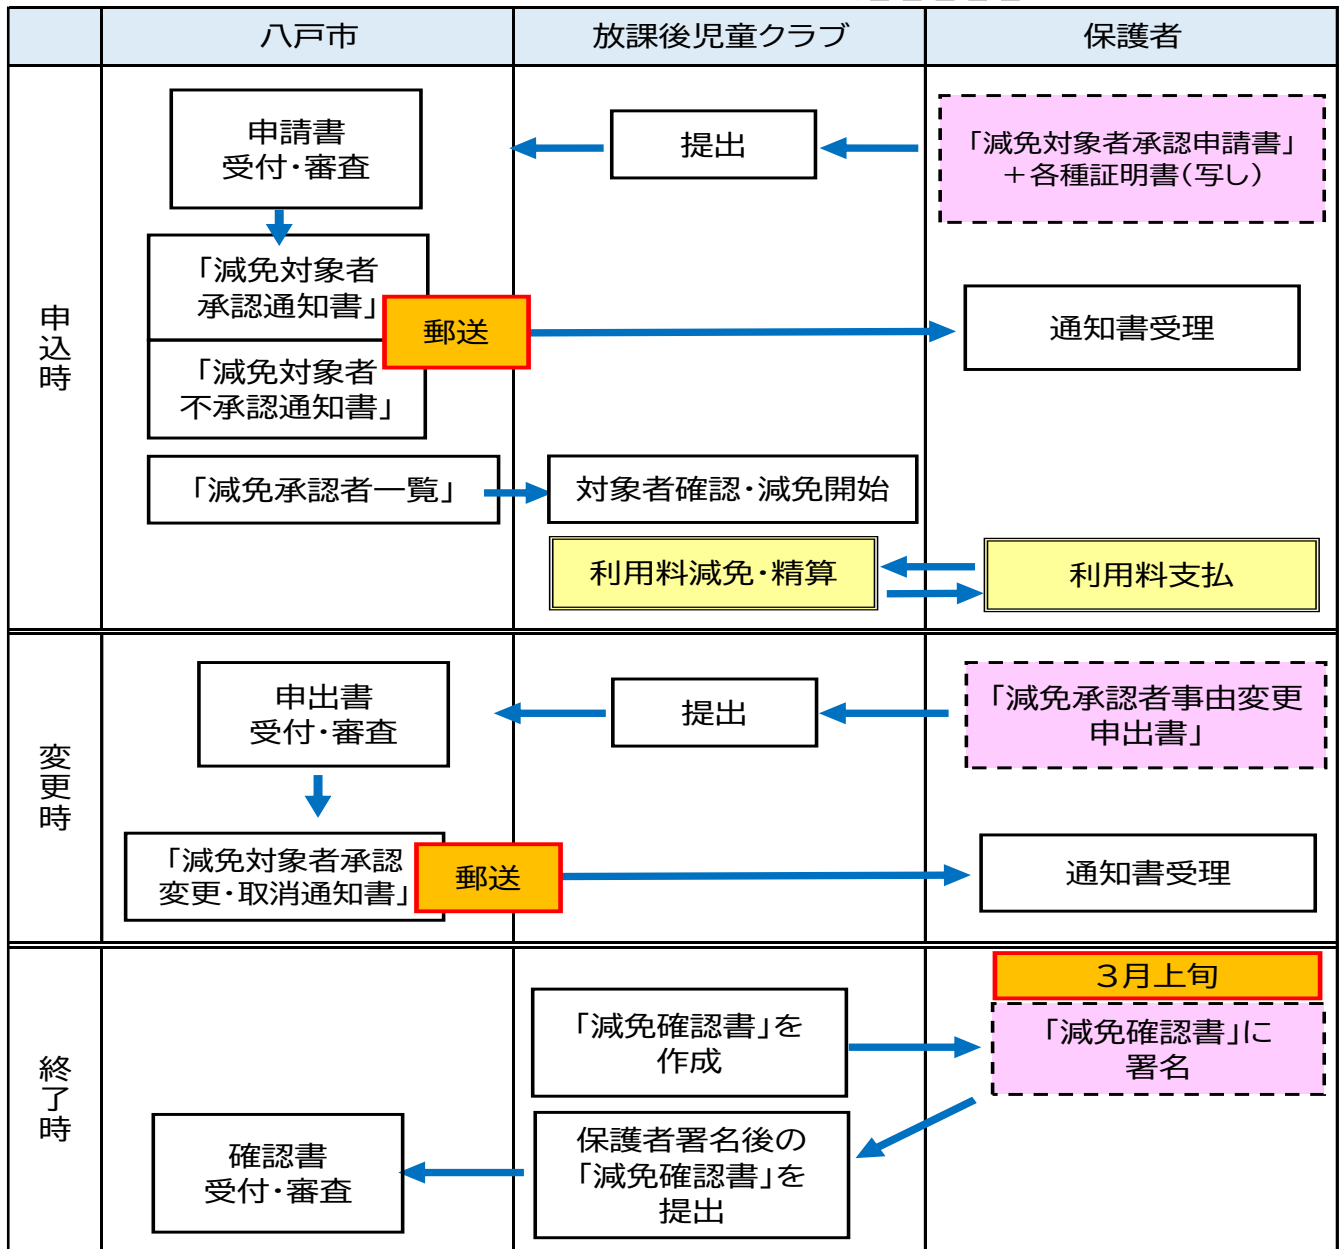 八戸市
放課後児童クラブ
保護者
申込時
申請書
受付・審査
提出
「減免対象者承認申請書」
＋各種証明書（写し）
「減免対象者
承認通知書」
郵送
通知書受理
「減免対象者
不承認通知書」
「減免承認者一覧」
対象者確認・減免開始
利用料減免・精算
利用料支払
変更時
申出書
受付・審査
提出
「減免承認者事由変更
申出書」
「減免対象者承認
変更・取消通知書」
郵送
通知書受理
終了時
３月上旬
「減免確認書」を
作成
「減免確認書」に
署名
確認書
受付・審査
保護者署名後の
「減免確認書」を
提出